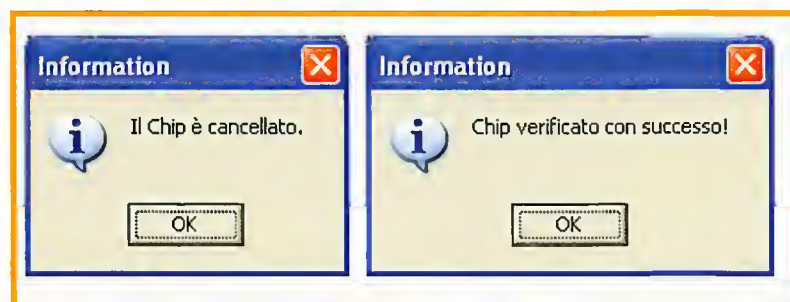 Information
Il Chip è cancellato.
OK
Information
Chip verificato con successo!
OK